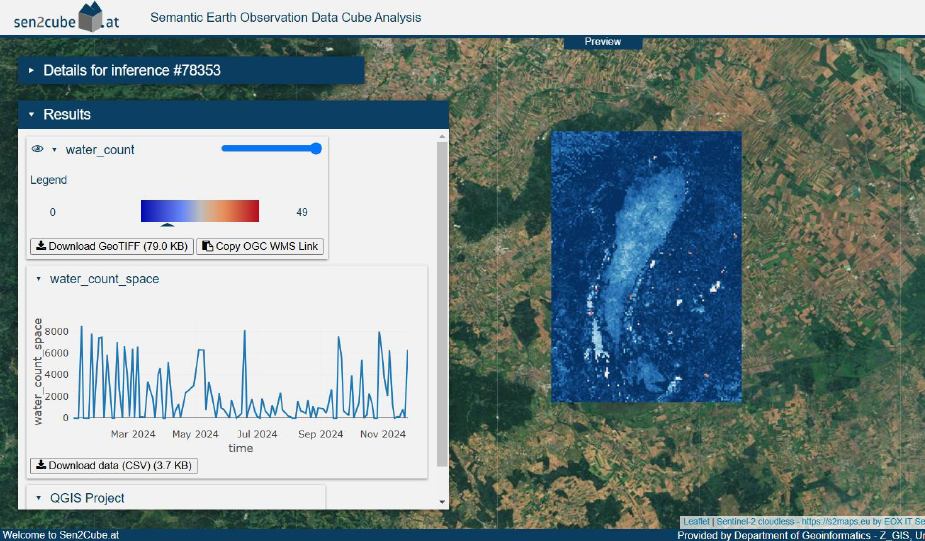 sen2cube.at
Semantic Earth Observation Data Cube Analysis
Preview
Details for inference #78353
Results
water_count
Legend
0
49
Download GeoTIFF (79.0 KB)
Copy OGC WMS Link
water_count_space
water_count_space
8000
6000
4000
2000
0
Mar 2024
May 2024
Jul 2024
Sep 2024
Nov 2024
time
Download data (CSV) (3.7 KB)
QGIS Project
Leaflet | Sentinel-2 cloudless - https://s2maps.eu by EOX IT Se
Welcome to Sen2Cube.at
Provided by Department of Geoinformatics - Z_GIS, Un